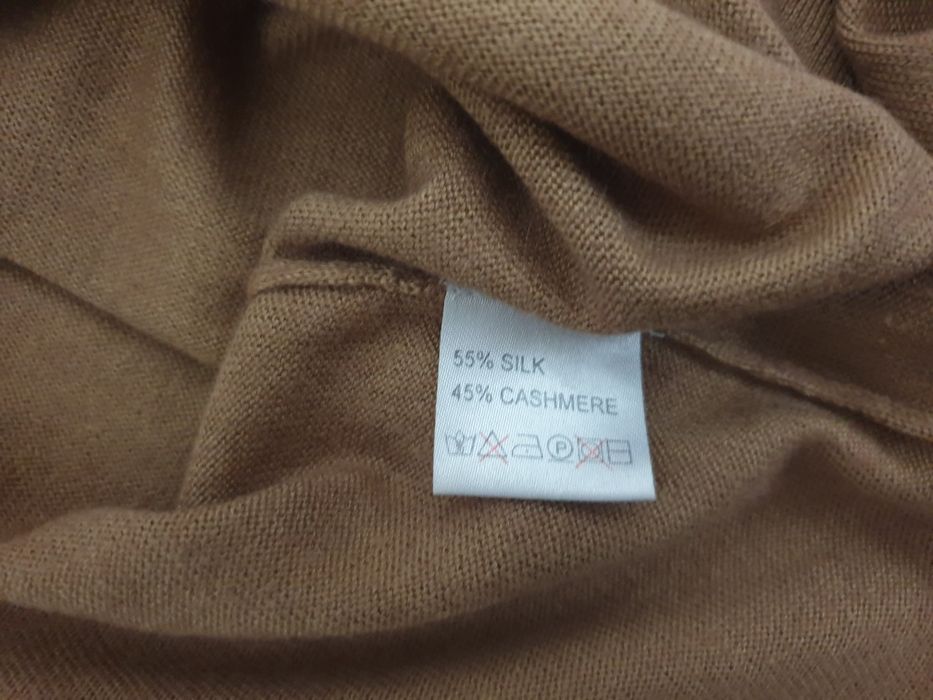 55% SILK
45% CASHMERE
P